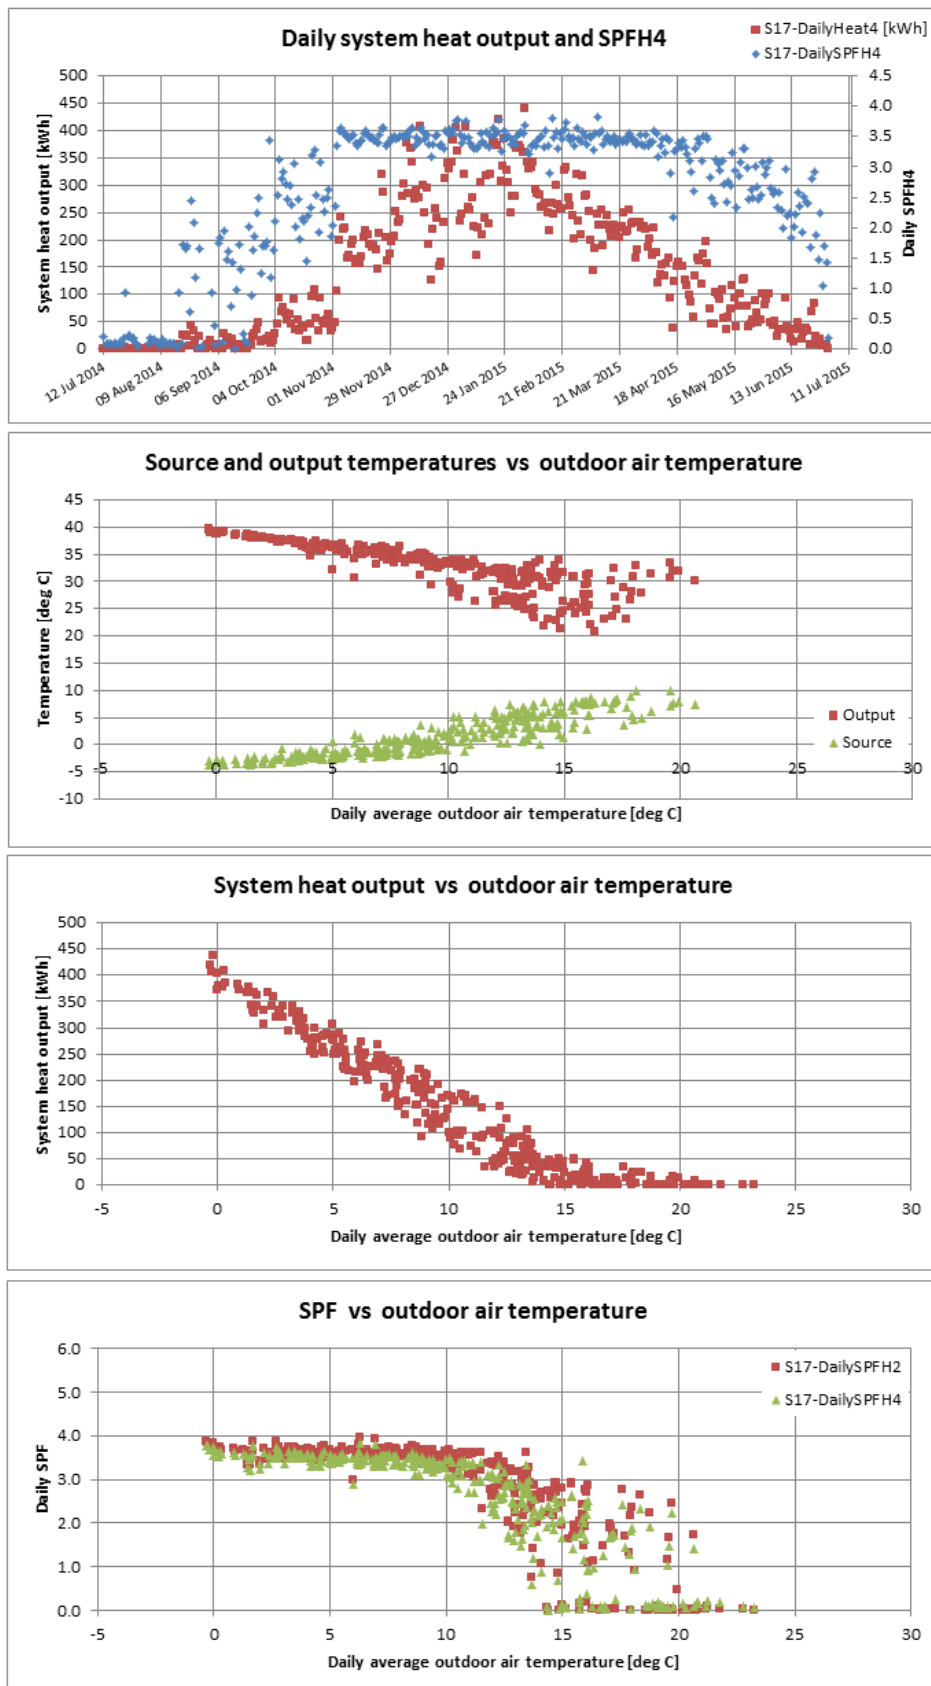 Daily system heat output and SPFH4
S17-DailyHeat4 [kWh]
S17-DailySPFH4
500
450
400
350
300
250
200
150
100
50
0
System heat output [kWh]
4.5
4.0
3.5
3.0
2.5
2.0
1.5
1.0
0.5
0.0
Daily SPFH4
12 Jul 2014
09 Aug 2014
06 Sep 2014
04 Oct 2014
01 Nov 2014
29 Nov 2014
27 Dec 2014
24 Jan 2015
21 Feb 2015
21 Mar 2015
18 Apr 2015
16 May 2015
13 Jun 2015
11 Jul 2015
Source and output temperatures vs outdoor air temperature
45
40
35
30
25
20
15
10
5
0
-5
-10
Temperature [deg C]
Output
Source
-5 0 5 10 15 20 25 30
Daily average outdoor air temperature [deg C]
System heat output vs outdoor air temperature
500
450
400
350
300
250
200
150
100
50
0
System heat output [kWh]
-5 0 5 10 15 20 25 30
Daily average outdoor air temperature [deg C]
SPF vs outdoor air temperature
6.0
5.0
4.0
3.0
2.0
1.0
0.0
Daily SPF
S17-DailySPFH2
S17-DailySPFH4
-5 0 5 10 15 20 25 30
Daily average outdoor air temperature [deg C]